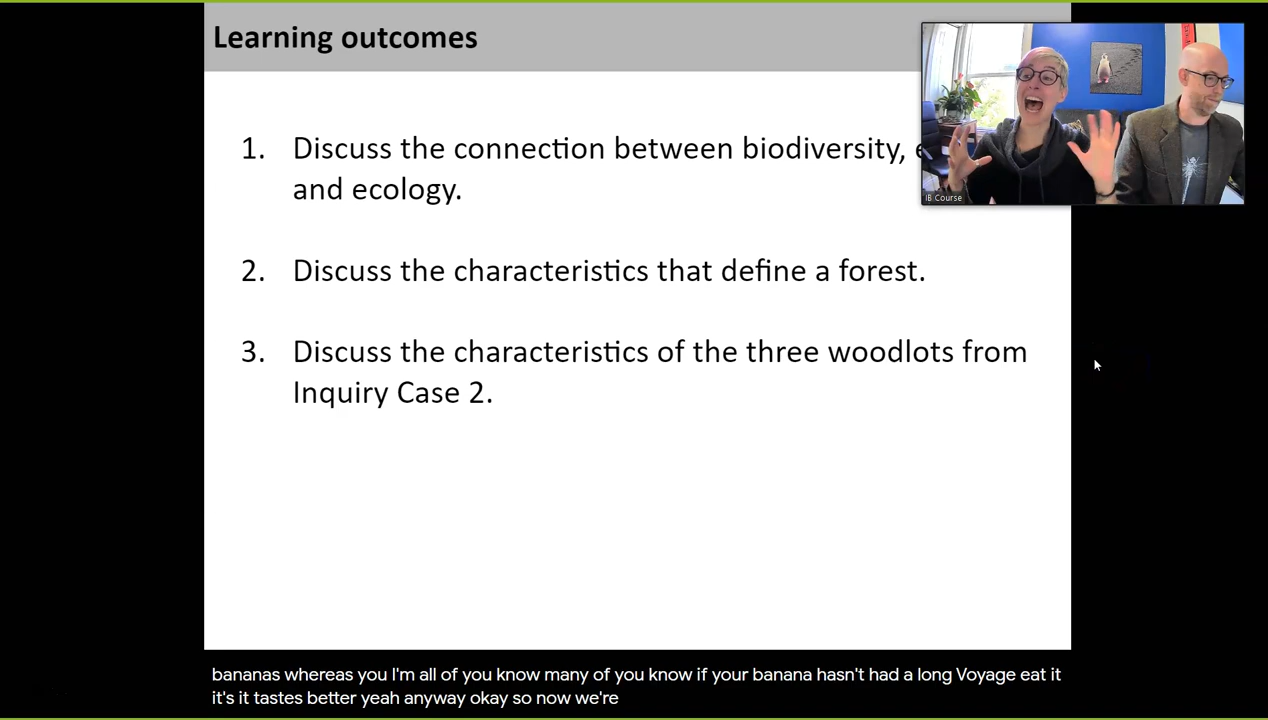 Learning outcomes
1. Discuss the connection between biodiversity,
and ecology.
2. Discuss the characteristics that define a forest.
3. Discuss the characteristics of the three woodlots from
Inquiry Case 2.
IB Course
bananas whereas you I'm all of you know many of you know if your banana hasn't had a long Voyage eat it
it's it tastes better yeah anyway okay so now we're